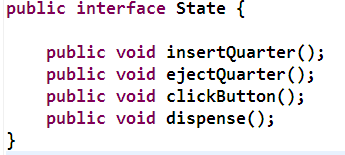 public interface State {
public void insertQuarter();
public void ejectQuarter();
public void clickButton();
public void dispense();
}